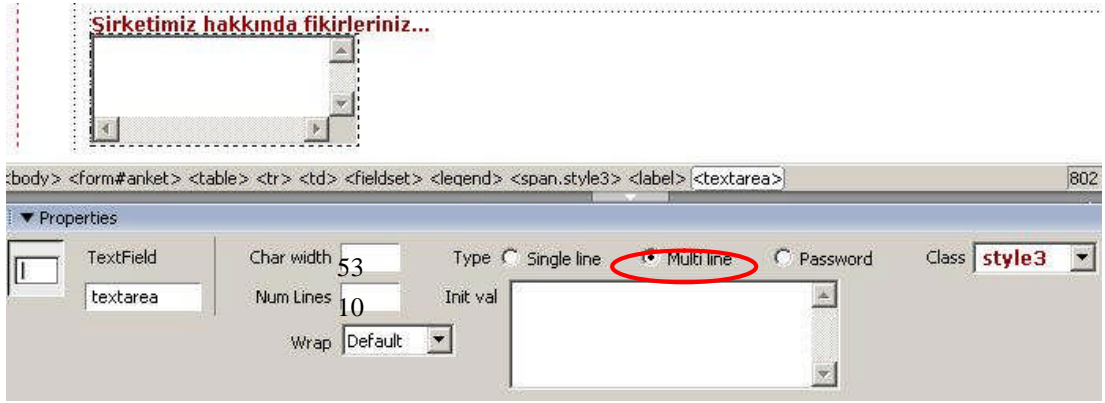 Şirketimiz hakkında fikirleriniz...
<body> <form#anket> <table> <tr> <td> <fieldset> <legend> <span.style3> <label> <textarea> 802
Properties
TextField Char width 53 Type Single line Multi line Password Class style3
textarea Num Lines 10 Init val
Wrap Default